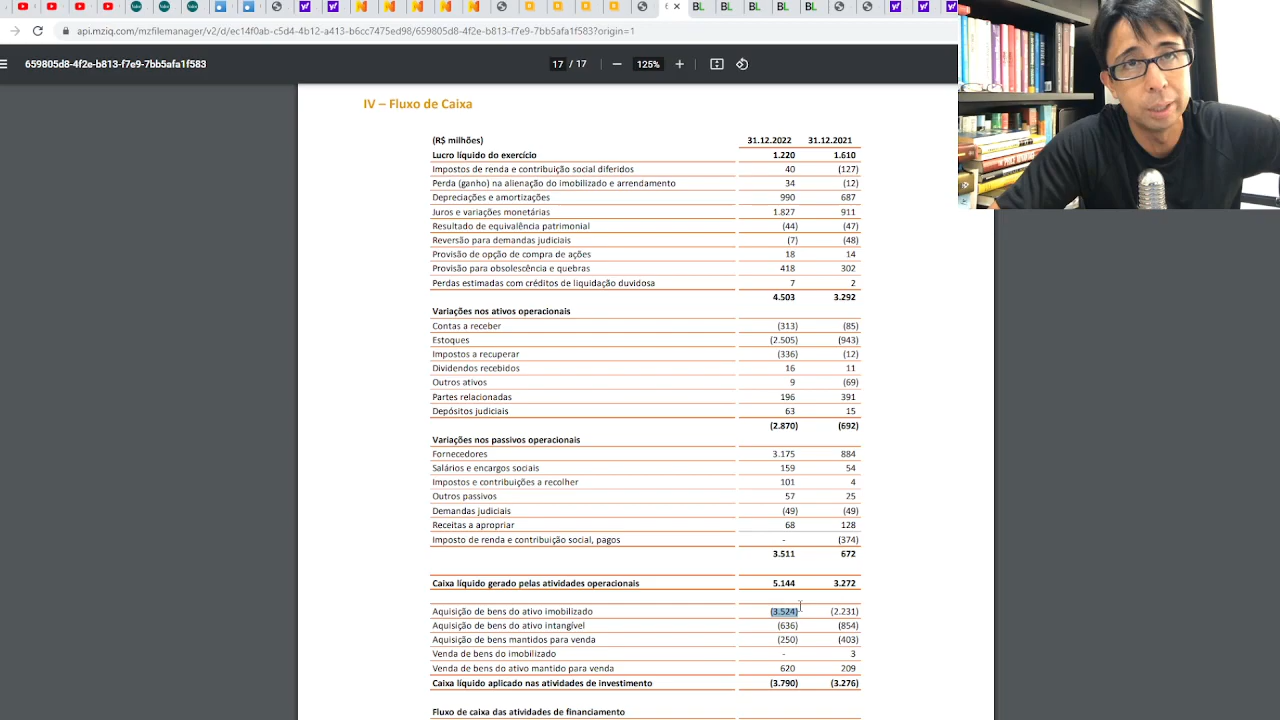 api.mziq.com/mzfilemanager/v2/d/ec14f0ab-c5d4-4b12-a413-b6cc7475ed98/659805d8-4f2e-b813-f7e9-7bb5afa1f583?origin=1
659805d8-4f2e-b813-f7e9-7bb5afa1f583 17 / 17 125%
IV – Fluxo de Caixa
(R$ milhões) 31.12.2022 31.12.2021
Lucro líquido do exercício 1.220 1.610
Impostos de renda e contribuição social diferidos 40 (127)
Perda (ganho) na alienação do imobilizado e arrendamento 34 (12)
Depreciações e amortizações 990 687
Juros e variações monetárias 1.827 911
Resultado de equivalência patrimonial (44) (47)
Reversão para demandas judiciais (7) (48)
Provisão de opção de compra de ações 18 14
Provisão para obsolescência e quebras 418 302
Perdas estimadas com créditos de liquidação duvidosa 7 2
4.503 3.292
Variações nos ativos operacionais
Contas a receber (313) (85)
Estoques (2.505) (943)
Impostos a recuperar (336) (12)
Dividendos recebidos 16 11
Outros ativos 9 (69)
Partes relacionadas 196 391
Depósitos judiciais 63 15
(2.870) (692)
Variações nos passivos operacionais
Fornecedores 3.175 884
Salários e encargos sociais 159 54
Impostos e contribuições a recolher 101 4
Outros passivos 57 25
Demandas judiciais (49) (49)
Receitas a apropriar 68 128
Imposto de renda e contribuição social, pagos - (374)
3.511 672
Caixa líquido gerado pelas atividades operacionais 5.144 3.272
Aquisição de bens do ativo imobilizado (3.524) (2.231)
Aquisição de bens do ativo intangível (636) (854)
Aquisição de bens mantidos para venda (250) (403)
Venda de bens do imobilizado - 3
Venda de bens do ativo mantido para venda 620 209
Caixa líquido aplicado nas atividades de investimento (3.790) (3.276)
Fluxo de caixa das atividades de financiamento